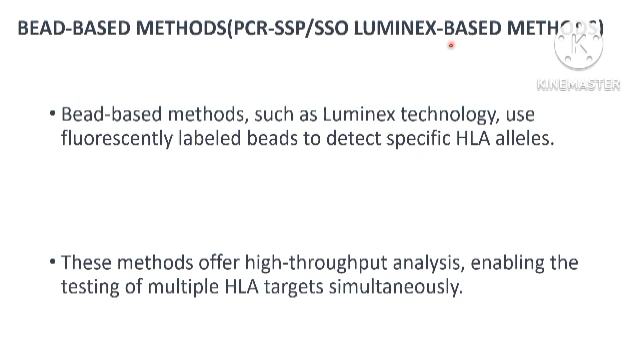 BEAD-BASED METHODS(PCR-SSP/SSO LUMINEX-BASED METHODS)
K
KINEMASTER
• Bead-based methods, such as Luminex technology, use
fluorescently labeled beads to detect specific HLA alleles.
• These methods offer high-throughput analysis, enabling the
testing of multiple HLA targets simultaneously.